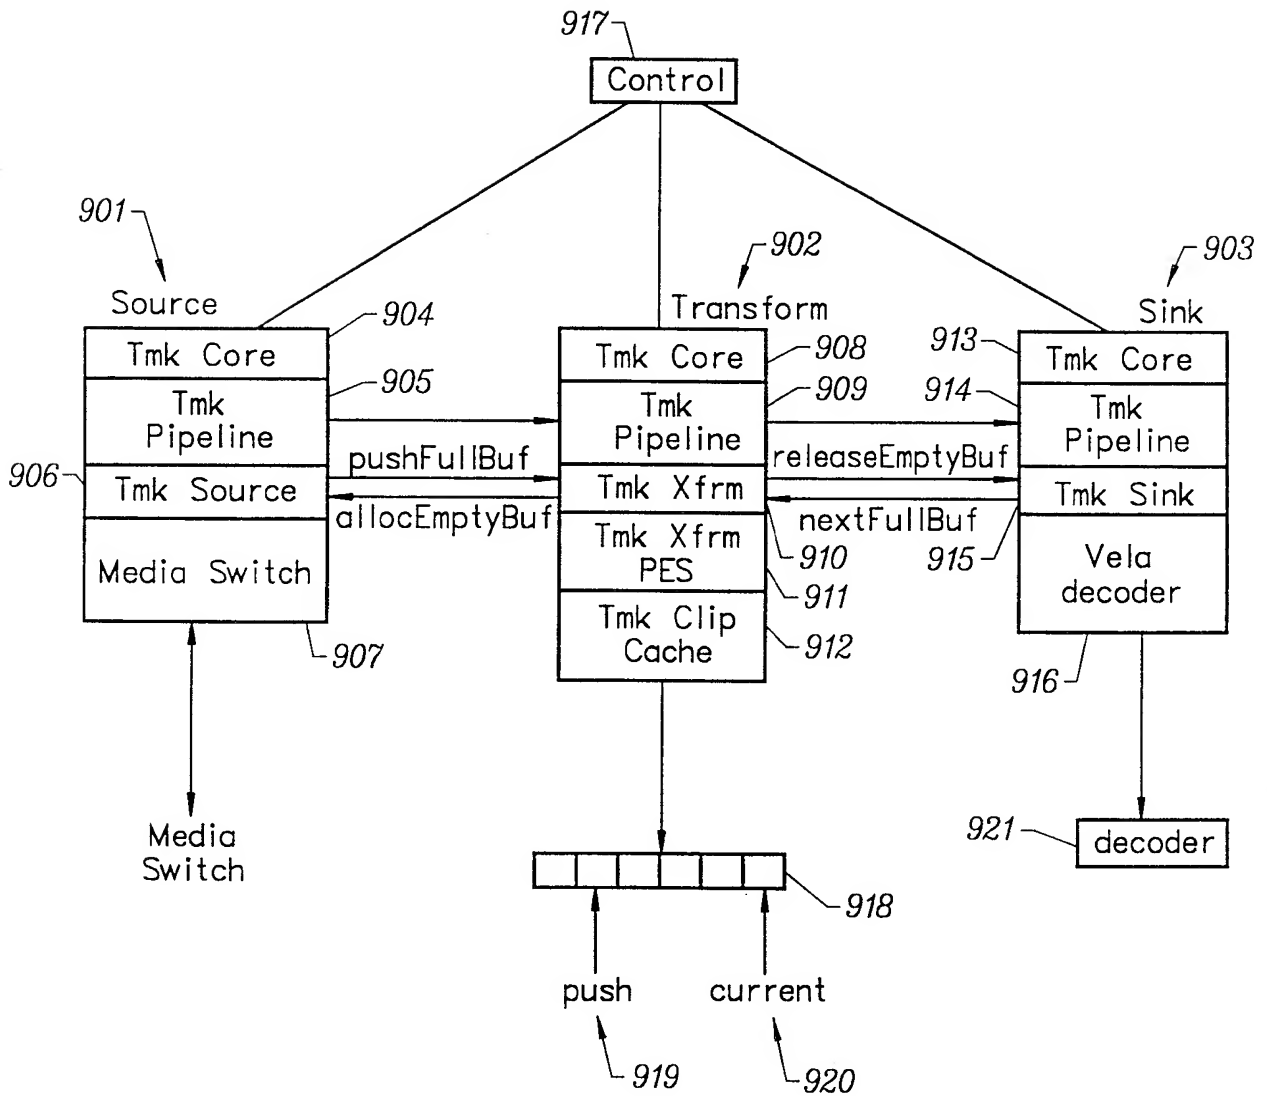 917
Control
901
902
903
Source
Transform
Sink
904
Tmk Core
905
Tmk
Pipeline
pushFullBuf
906
Tmk Source
allocEmptyBuf
Media Switch
907
Media
Switch
Tmk Core
908
Tmk
Pipeline
909
releaseEmptyBuf
Tmk Xfrm
nextFullBuf
910
Tmk Xfrm
PES
911
Tmk Clip
Cache
912
913
Tmk Core
914
Tmk
Pipeline
Tmk Sink
915
Vela
decoder
916
921
decoder
918
push
current
919
920